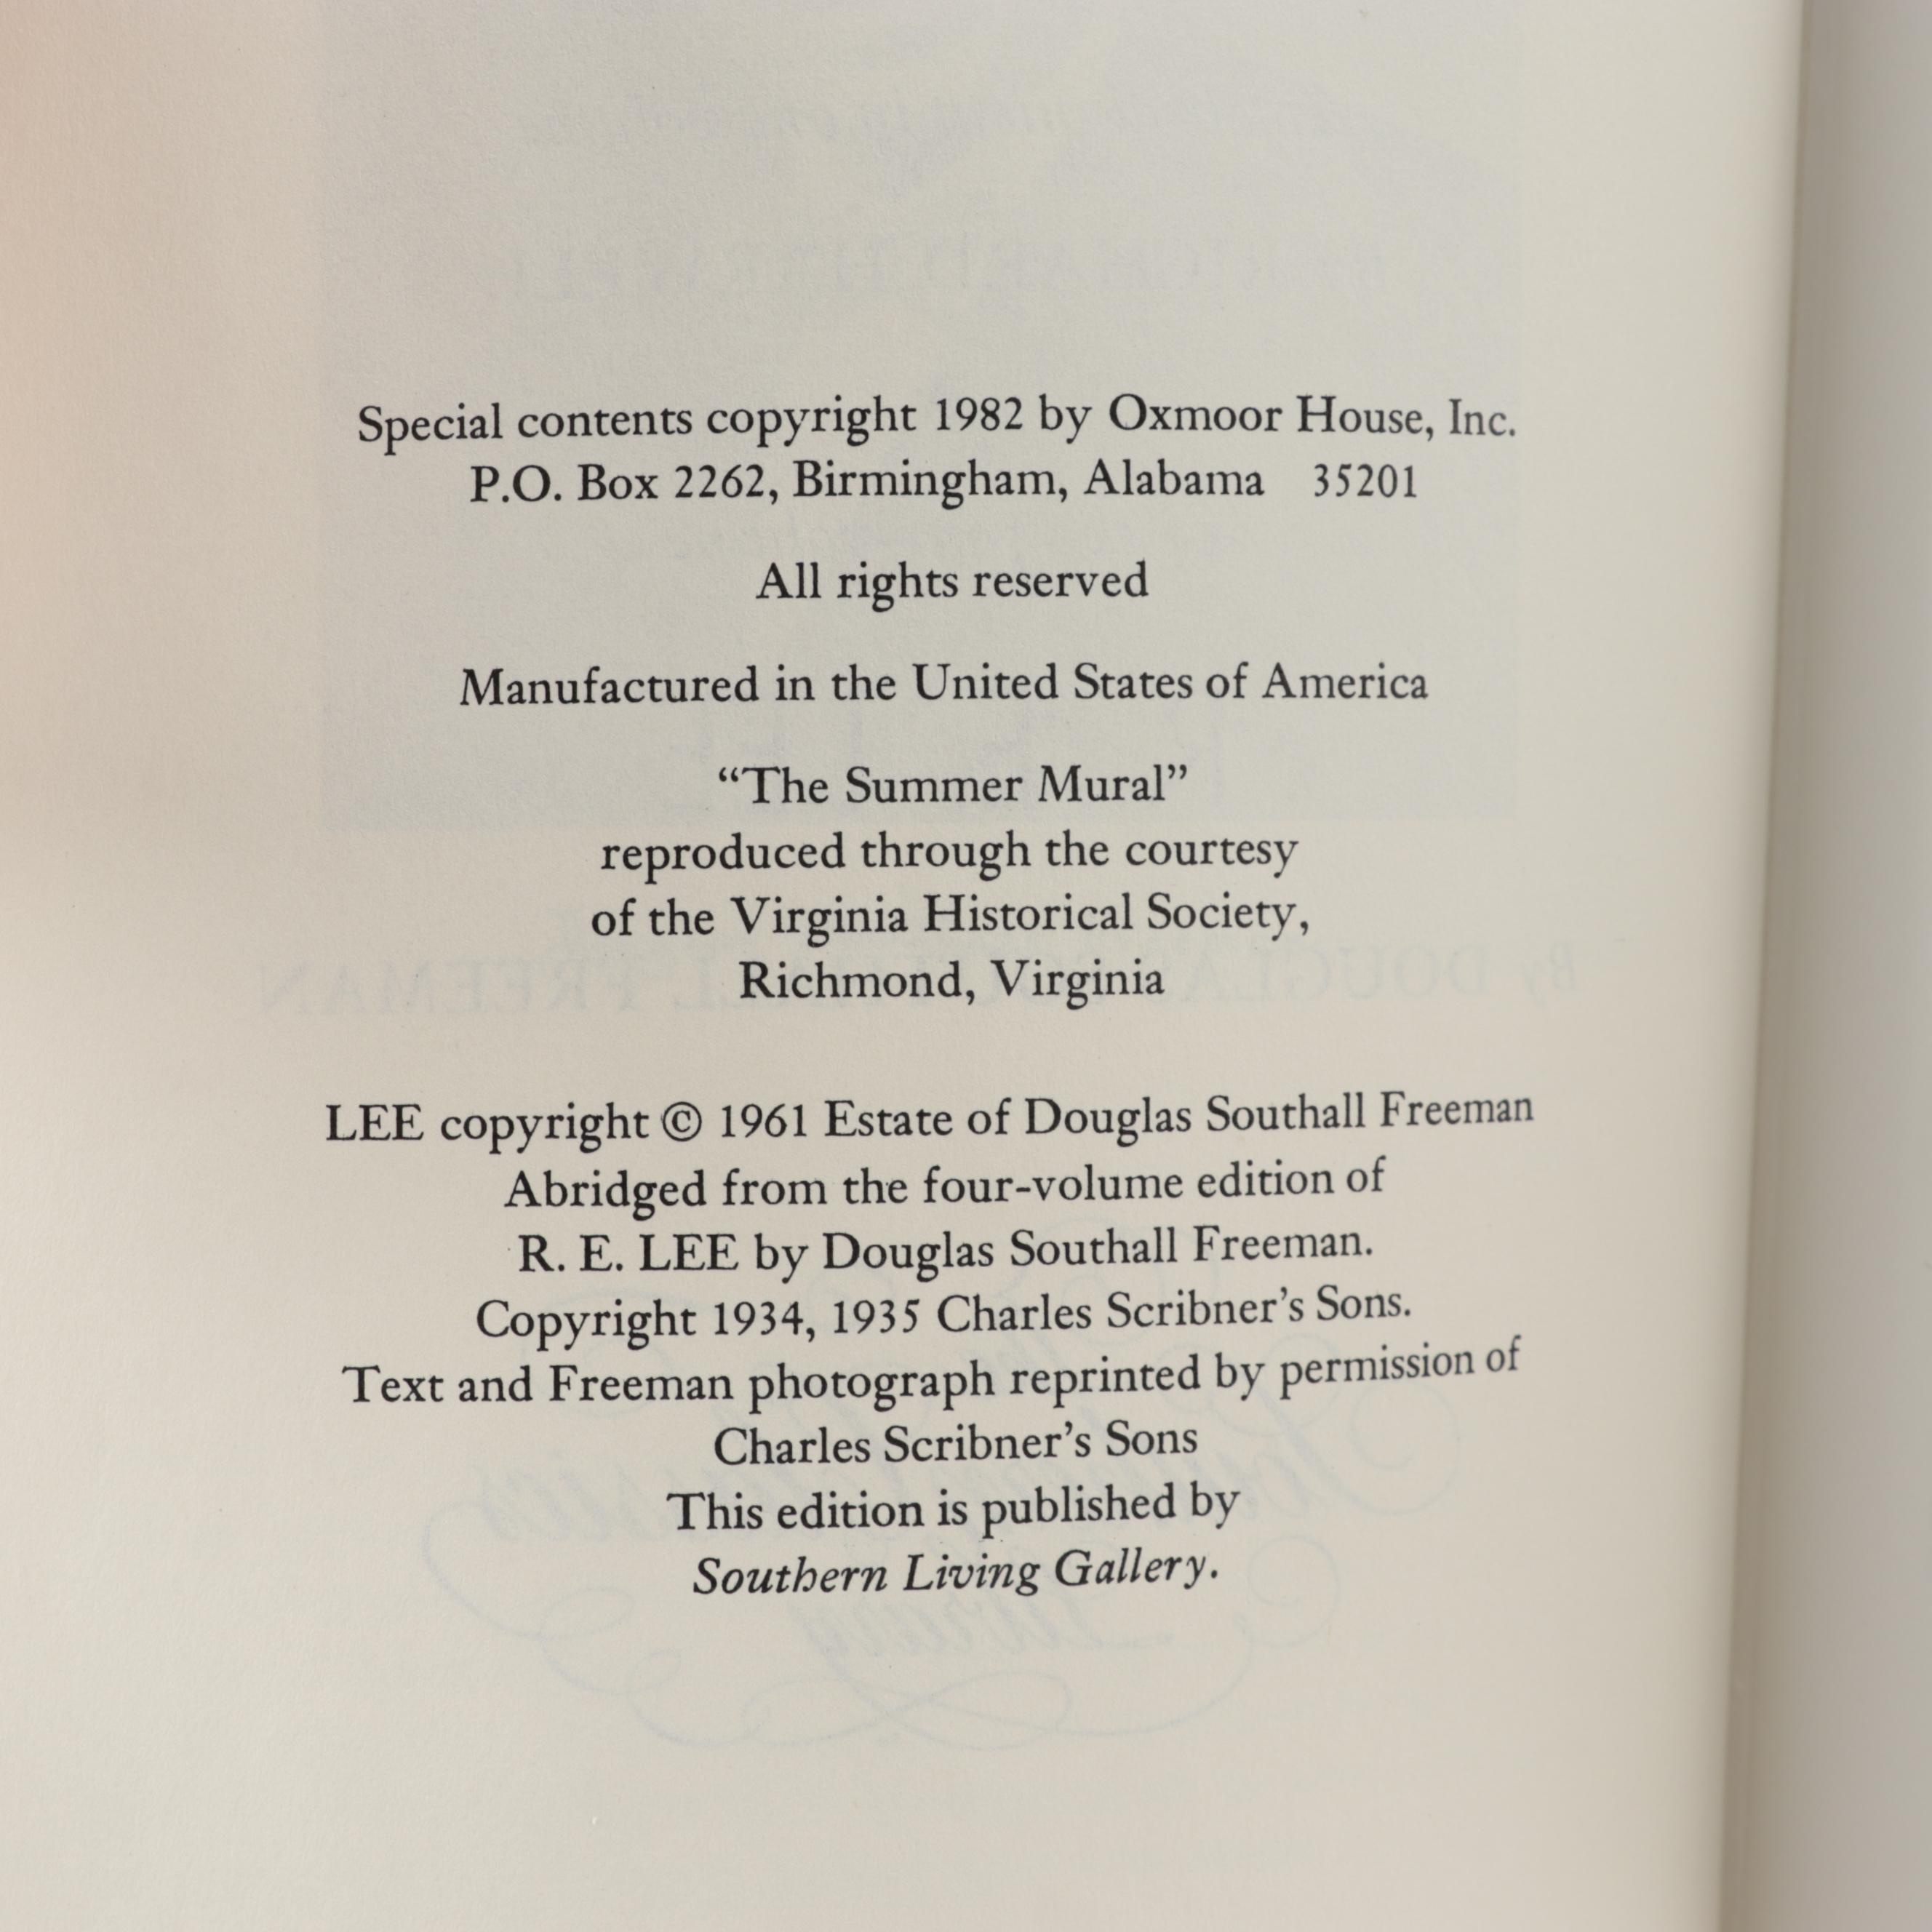 Special contents copyright 1982 by Oxmoor House, Inc.
P.O. Box 2262, Birmingham, Alabama 35201
All rights reserved
Manufactured in the United States of America
“The Summer Mural”
reproduced through the courtesy
of the Virginia Historical Society,
Richmond, Virginia
LEE copyright © 1961 Estate of Douglas Southall Freeman
Abridged from the four-volume edition of
R. E. LEE by Douglas Southall Freeman.
Copyright 1934, 1935 Charles Scribner’s Sons.
Text and Freeman photograph reprinted by permission of
Charles Scribner’s Sons
This edition is published by
Southern Living Gallery.